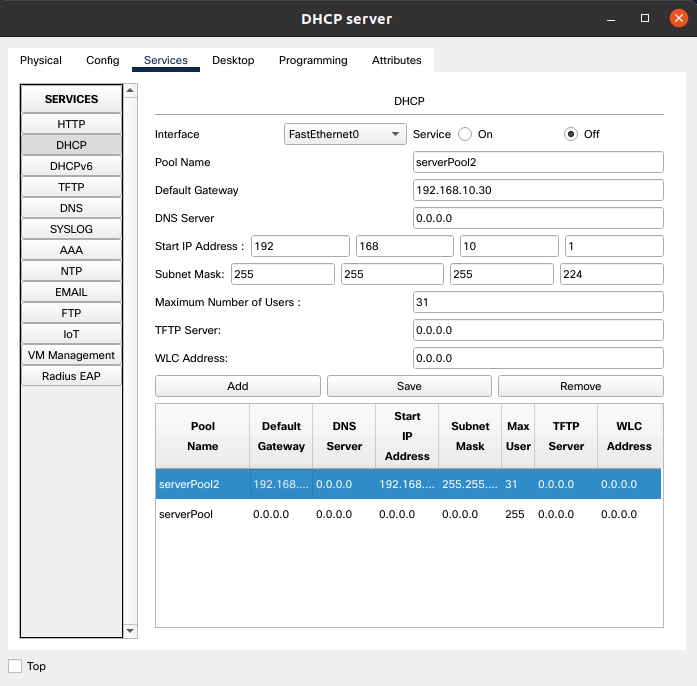 DHCP server
Physical Config Services Desktop Programming Attributes
SERVICES
HTTP
DHCP
DHCPv6
TFTP
DNS
SYSLOG
AAA
NTP
EMAIL
FTP
IoT
VM Management
Radius EAP
DHCP
Interface FastEthernet0 Service On Off
Pool Name serverPool2
Default Gateway 192.168.10.30
DNS Server 0.0.0.0
Start IP Address : 192 168 10 1
Subnet Mask: 255 255 255 224
Maximum Number of Users : 31
TFTP Server: 0.0.0.0
WLC Address: 0.0.0.0
Add Save Remove
Pool Name Default Gateway DNS Server Start IP Address Subnet Mask Max User TFTP Server WLC Address
serverPool2 192.168.... 0.0.0.0 192.168.... 255.255.... 31 0.0.0.0 0.0.0.0
serverPool 0.0.0.0 0.0.0.0 0.0.0.0 0.0.0.0 255 0.0.0.0 0.0.0.0
Top